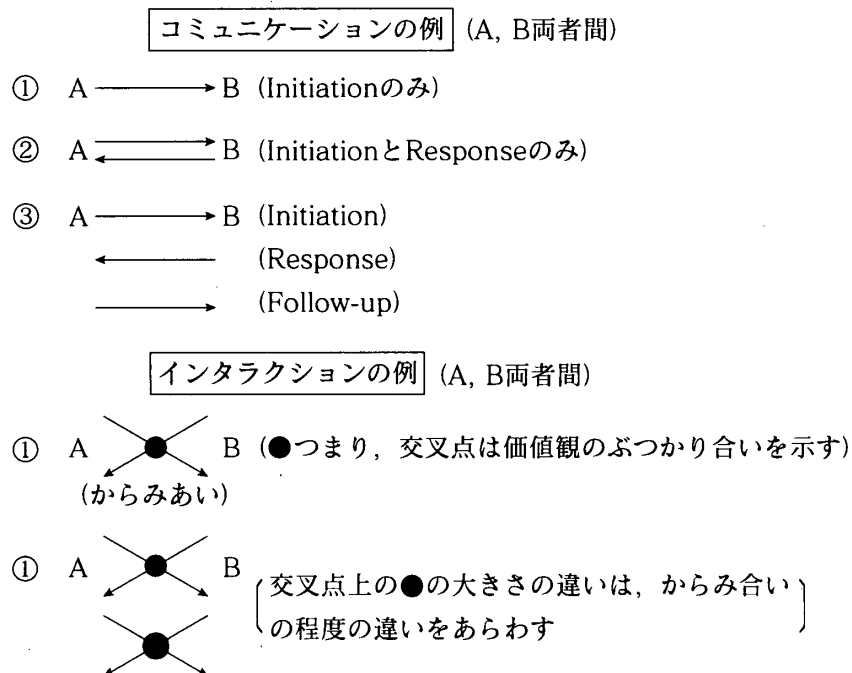 コミュニケーションの例 (A, B両者間)
① A B (Initiationのみ)
② A B (InitiationとResponseのみ)
③ A B (Initiation)
(Response)
(Follow-up)
インタラクションの例 (A, B両者間)
① A B (●つまり，交叉点は価値観のぶつかり合いを示す)
(からみあい)
① A B
交叉点上の●の大きさの違いは，からみ合い
の程度の違いをあらわす